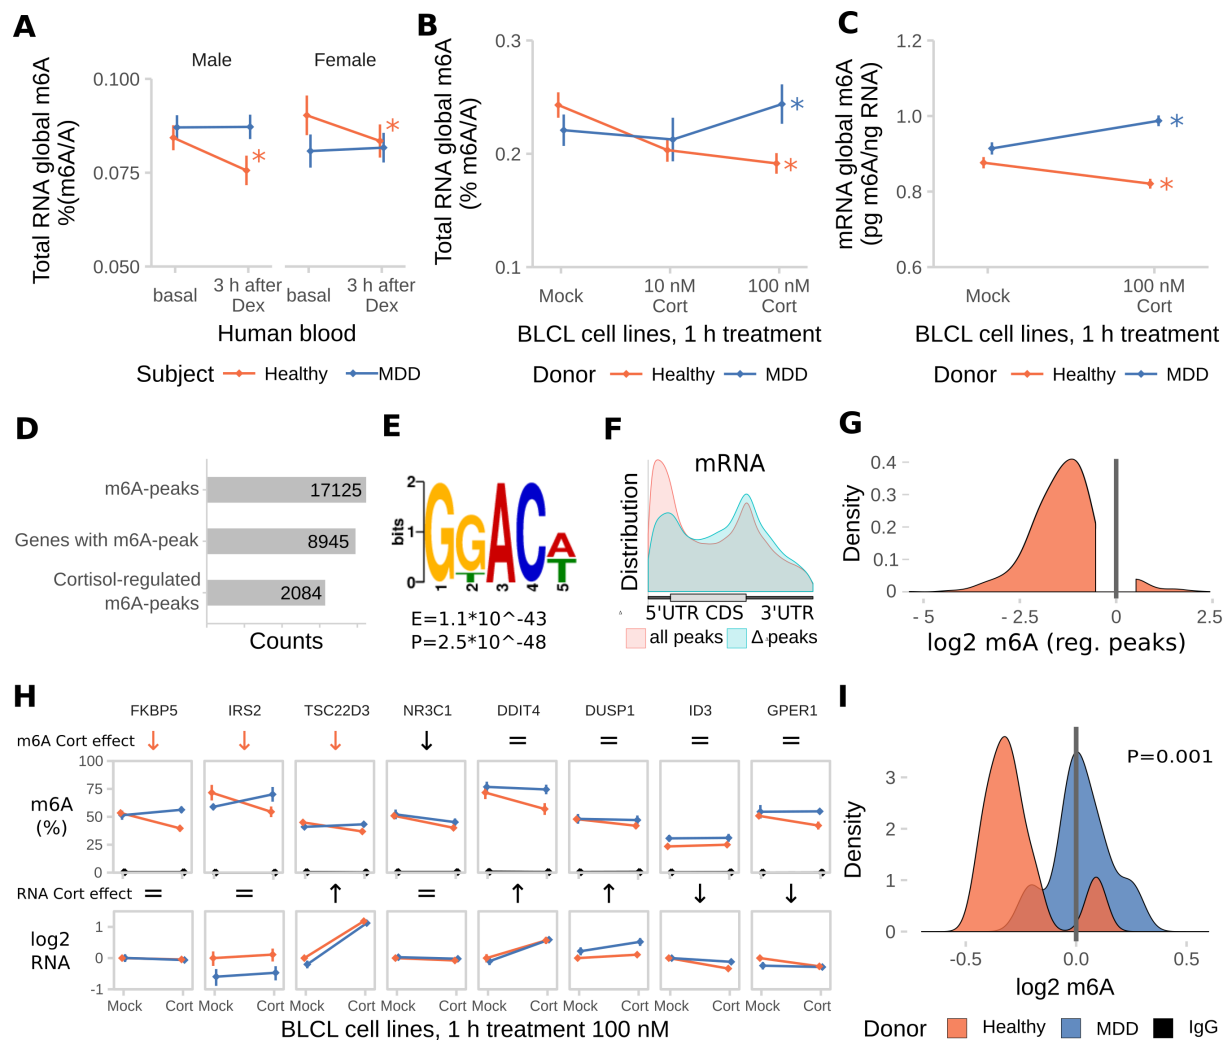 A
Male
Female
Total RNA global m6A
%(m6A/A)
0.100
0.075
0.050
*
*
basal
3 h after
Dex
basal
3 h after
Dex
Human blood
Subject
Healthy
MDD
B
Total RNA global m6A
(% m6A/A)
0.3
0.2
0.1
*
*
Mock
10 nM
Cort
100 nM
Cort
BLCL cell lines, 1 h treatment
Donor
Healthy
MDD
C
mRNA global m6A
(pg m6A/ng RNA)
1.2
1.0
0.8
0.6
*
*
Mock
100 nM
Cort
BLCL cell lines, 1 h treatment
Donor
Healthy
MDD
D
m6A-peaks
17125
Genes with m6A-peak
8945
Cortisol-regulated
m6A-peaks
2084
Counts
E
bits
2
1
0
GGACA
T T
1 2 3 4 5
E=1.1*10^-43
P=2.5*10^-48
F
mRNA
Distribution
5'UTR CDS 3'UTR
all peaks
Δ peaks
G
Density
0.4
0.3
0.2
0.1
0
- 5
- 2.5
0
2.5
log2 m6A (reg. peaks)
H
FKBP5 IRS2 TSC22D3 NR3C1 DDIT4 DUSP1 ID3 GPER1
m6A Cort effect ↓ ↓ ↓ ↓ = = = =
m6A
(%)
100
75
50
25
0
RNA Cort effect = = ↑ = ↑ ↑ ↓ ↓
log2
RNA
1
0
-1
Mock Cort Mock Cort Mock Cort Mock Cort Mock Cort Mock Cort Mock Cort Mock Cort
BLCL cell lines, 1 h treatment 100 nM
I
P=0.001
Density
3
2
1
0
-0.5
0.0
0.5
log2 m6A
Donor
Healthy
MDD
IgG